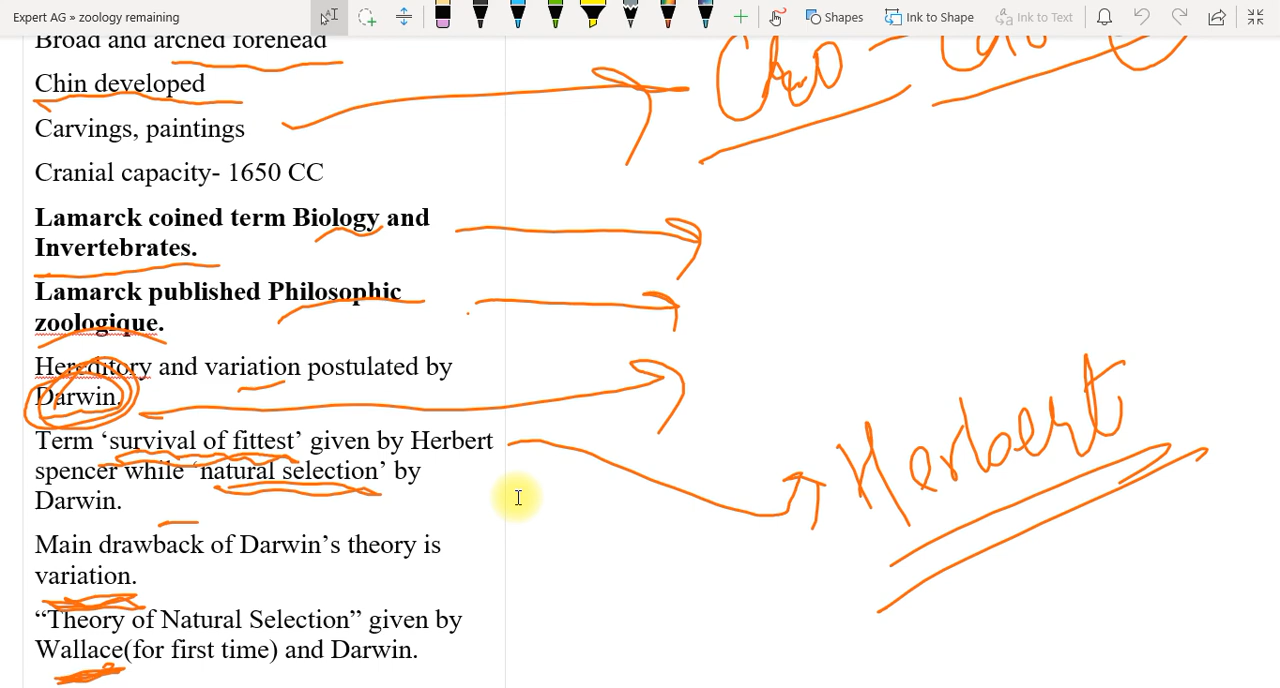 Expert AG » zoology remaining
Shapes
Ink to Shape
Ink to Text
Broad and arched forehead
Chin developed
Carvings, paintings
Cranial capacity- 1650 CC
Lamarck coined term Biology and
Invertebrates.
Lamarck published Philosophic
zoologique.
Hereditory and variation postulated by
Darwin.
Term ‘survival of fittest’ given by Herbert
spencer while ‘natural selection’ by
Darwin.
Main drawback of Darwin’s theory is
variation.
“Theory of Natural Selection” given by
Wallace(for first time) and Darwin.
Herbert